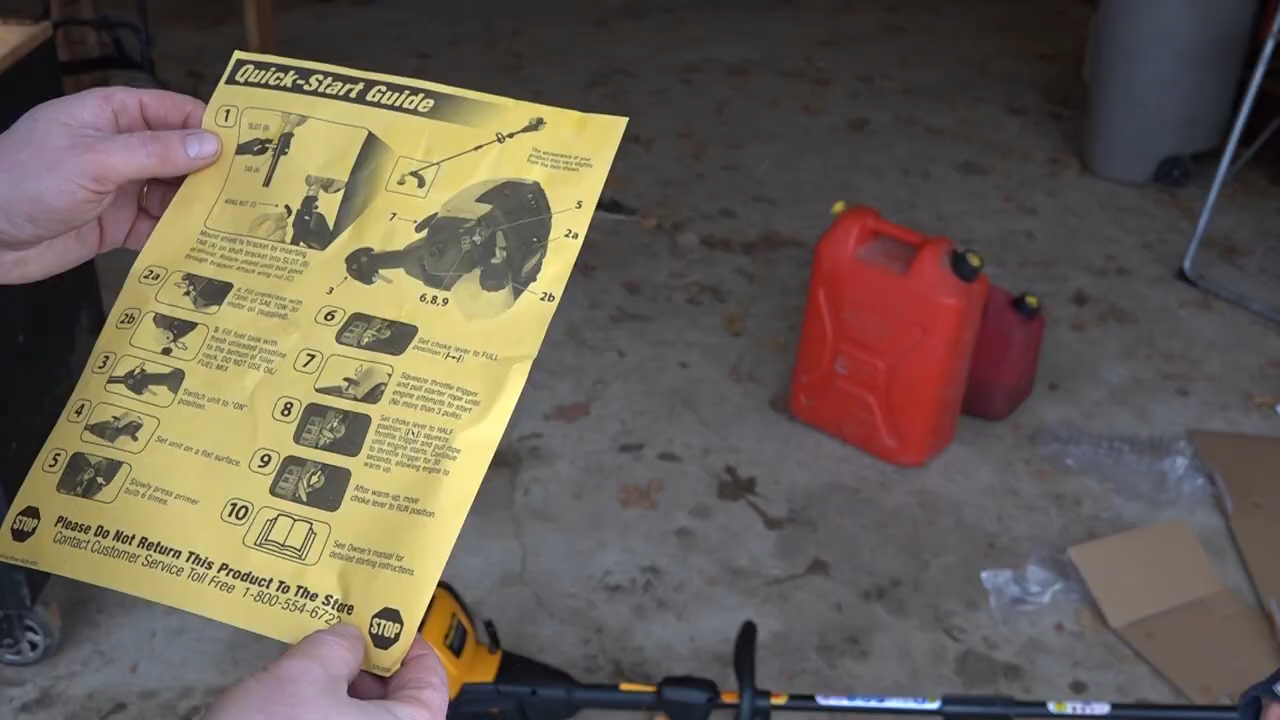 Quick-Start Guide
1
SLOT (B)
TAB (A)
WING NUT (C)
The appearance of your
product may vary slightly
from the item shown.
7
5
2a
3
6,8,9
2b
Mount shield to bracket by inserting
TAB (A) on shaft bracket into SLOT (B)
of shield. Rotate shield until bolt goes
through bracket. Attach wing nut (C).
2a
A: Fill crankcase with
SAE 10W-30
motor oil (supplied).
2b
B: Fill fuel tank with
fresh unleaded gasoline
to the bottom of filler
neck. DO NOT USE OIL/
FUEL MIX
3
Switch unit to "ON"
position.
4
Set unit on a flat surface.
5
Slowly press primer
bulb 6 times.
6
Set choke lever to FULL
position
7
Squeeze throttle trigger
and pull starter rope until
engine attempts to start
(No more than 3 pulls)
8
Set choke lever to HALF
position, squeeze
throttle trigger and pull rope
until engine starts. Continue
to throttle trigger for 30
seconds, allowing engine to
warm up.
9
After warm-up, move
choke lever to RUN position.
10
See Owner's manual for
detailed starting instructions.
STOP
Please Do Not Return This Product To The Store
Contact Customer Service Toll Free 1-800-554-672
STOP